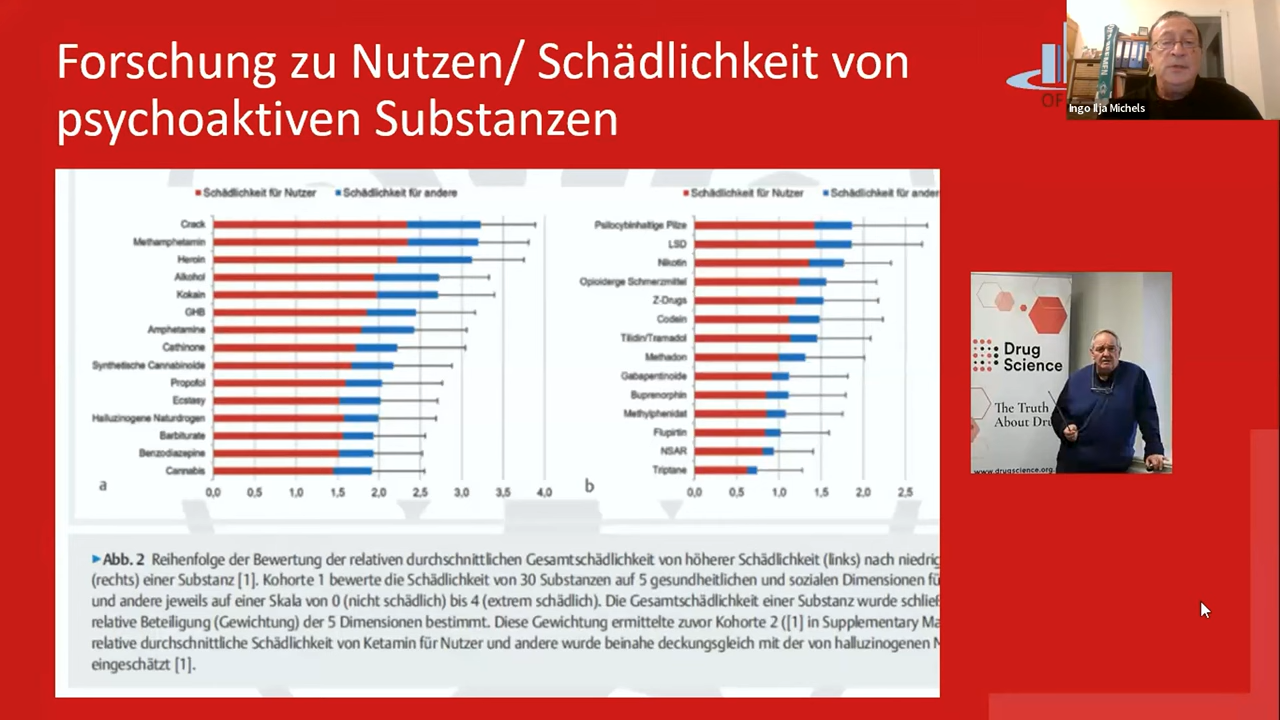 Forschung zu Nutzen/ Schädlichkeit von
psychoaktiven Substanzen
OF
Ingo Ilja Michels
Schädlichkeit für Nutzer Schädlichkeit für andere
Crack
Methamphetamin
Heroin
Alkohol
Kokain
GHB
Amphetamine
Cathinone
Synthetische Cannabinoide
Propofol
Ecstasy
Halluzinogene Naturdrogen
Barbiturate
Benzodiazepine
Cannabis
a
0,0 0,5 1,0 1,5 2,0 2,5 3,0 3,5 4,0
Schädlichkeit für Nutzer Schädlichkeit für ander
Psilocybinhaltige Pilze
LSD
Nikotin
Opioiderge Schmerzmittel
Z-Drugs
Codein
Tilidin/Tramadol
Methadon
Gabapentinoide
Buprenorphin
Methylphenidat
Flupirtin
NSAR
Triptane
b
0,0 0,5 1,0 1,5 2,0 2,5
►Abb. 2 Reihenfolge der Bewertung der relativen durchschnittlichen Gesamtschädlichkeit von höherer Schädlichkeit (links) nach niedrig
(rechts) einer Substanz [1]. Kohorte 1 bewerte die Schädlichkeit von 30 Substanzen auf 5 gesundheitlichen und sozialen Dimensionen fü
und andere jeweils auf einer Skala von 0 (nicht schädlich) bis 4 (extrem schädlich). Die Gesamtschädlichkeit einer Substanz wurde schließ
relative Beteiligung (Gewichtung) der 5 Dimensionen bestimmt. Diese Gewichtung ermittelte zuvor Kohorte 2 ([1] in Supplementary Ma
relative durchschnittliche Schädlichkeit von Ketamin für Nutzer und andere wurde beinahe deckungsgleich mit der von halluzinogenen N
eingeschätzt [1].
Drug
Science
The Truth
About Dru
www.drugscience.org